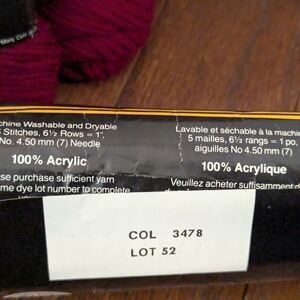 Machine Washable and Dryable
5 Stitches, 6½ Rows = 1",
No. 4.50 mm (7) Needle
100% Acrylic
purchase sufficient yarn
dye lot number to complete
Lavable et séchable à la machin
5 mailles, 6½ rangs = 1 po,
aiguilles No 4.50 mm (7)
100% Acrylique
Veuillez acheter suffisamment d
COL 3478
LOT 52